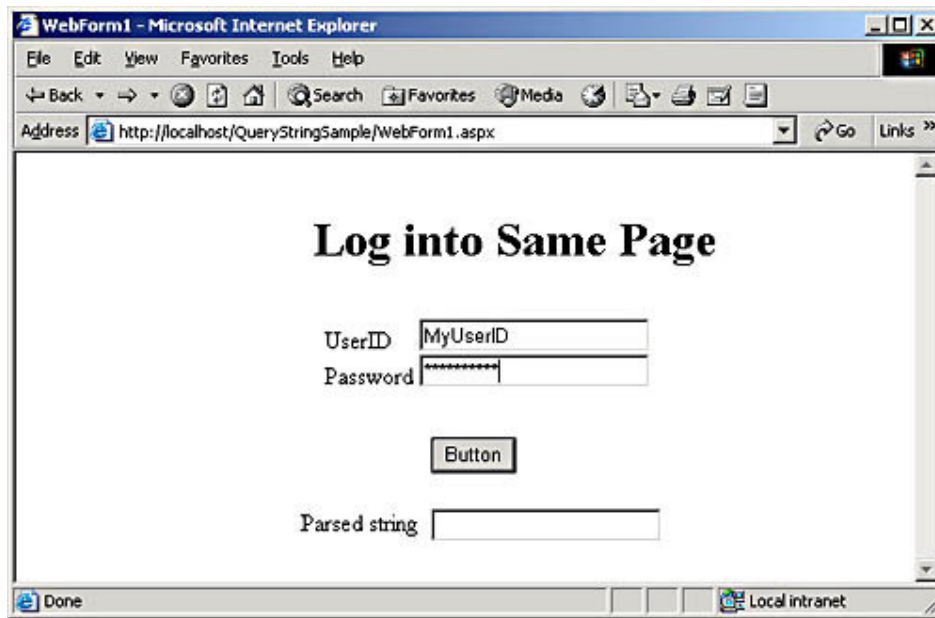 WebForm1 - Microsoft Internet Explorer
File Edit View Favorites Tools Help
Back Search Favorites Media
Address http://localhost/QueryStringSample/WebForm1.aspx Go Links »
Log into Same Page
UserID MyUserID
Password **********
Button
Parsed string
Done Local intranet